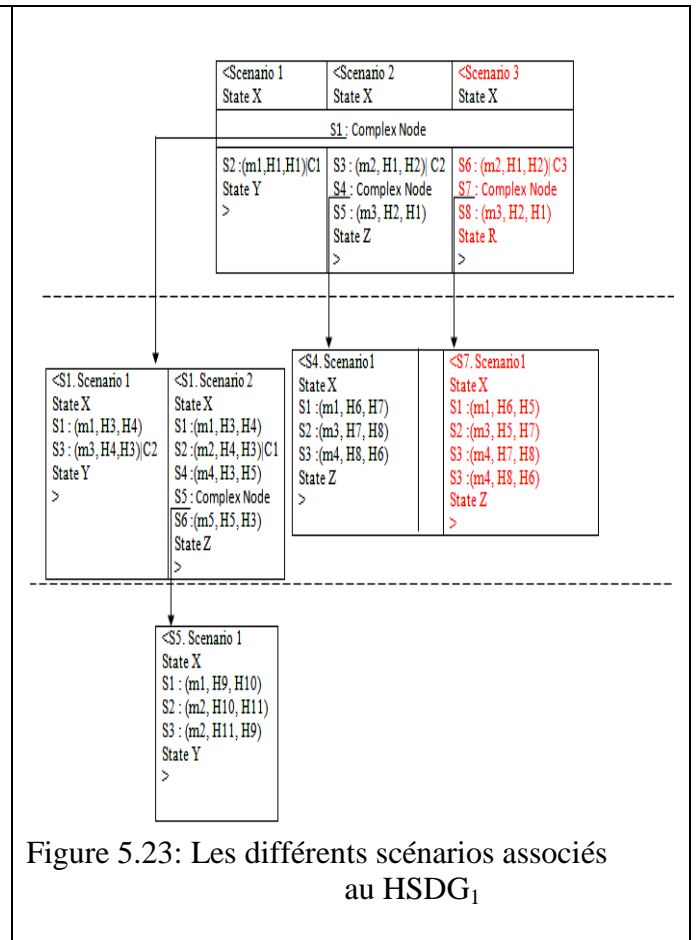 <Scenario 1
State X
<Scenario 2
State X
<Scenario 3
State X
S1 : Complex Node
S2 :(m1,H1,H1)|C1
State Y
>
S3 : (m2, H1, H2)| C2
S4 : Complex Node
S5 : (m3, H2, H1)
State Z
>
S6 : (m2, H1, H2)| C3
S7 : Complex Node
S8 : (m3, H2, H1)
State R
>
<S1. Scenario 1
State X
S1 : (m1, H3, H4)
S3 : (m3, H4,H3)|C2
State Y
>
<S1. Scenario 2
State X
S1 :(m1, H3, H4)
S2 :(m2, H4, H3)|C1
S4 :(m4, H3, H5)
S5 : Complex Node
S6 :(m5, H5, H3)
State Z
>
<S4. Scenario1
State X
S1 :(m1, H6, H7)
S2 :(m3, H7, H8)
S3 :(m4, H8, H6)
State Z
>
<S7. Scenario1
State X
S1 :(m1, H6, H5)
S2 :(m3, H5, H7)
S3 :(m4, H7, H8)
S3 :(m4, H8, H6)
State Z
>
<S5. Scenario 1
State X
S1 : (m1, H9, H10)
S2 : (m2, H10, H11)
S3 : (m2, H11, H9)
State Y
>
Figure 5.23: Les différents scénarios associés
au HSDG₁